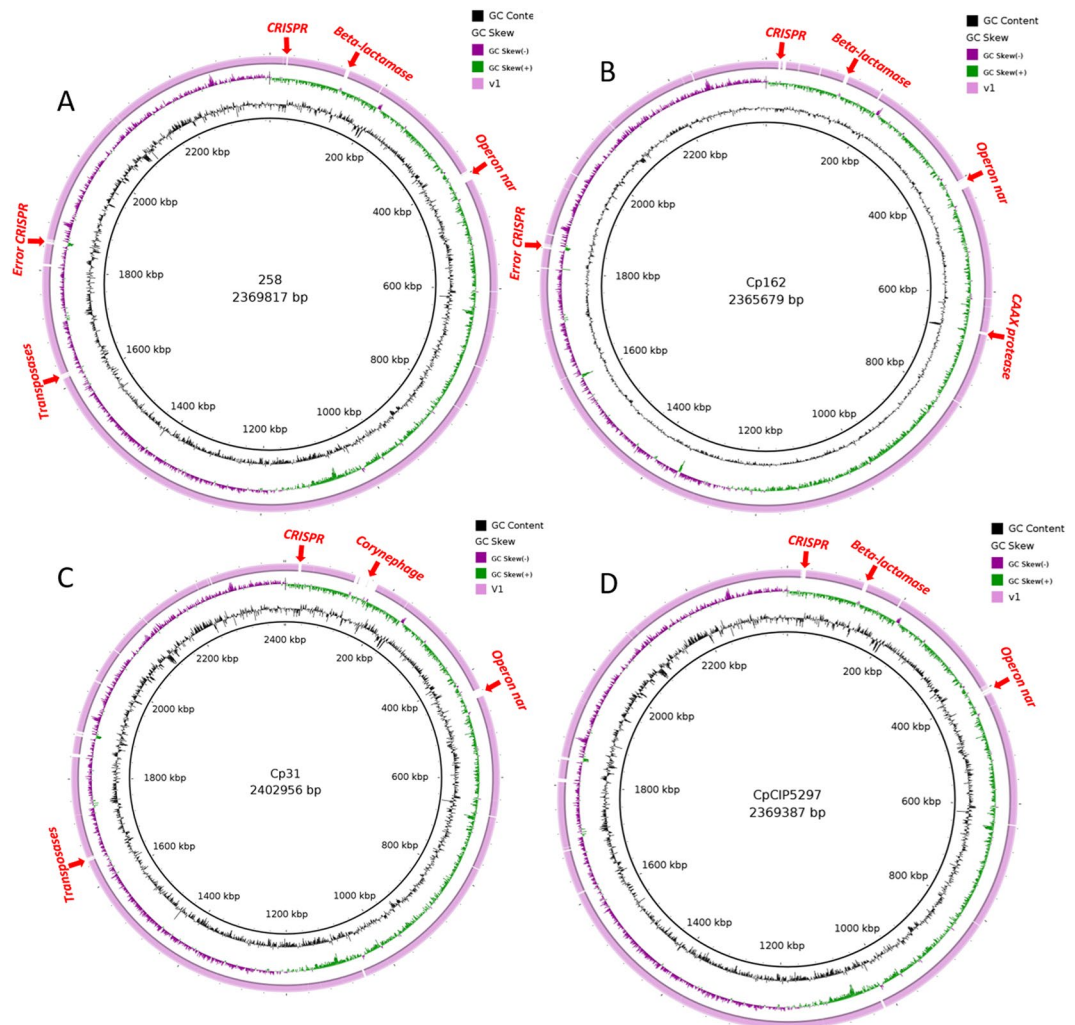 A
CRISPR
Beta-lactamase
Operon nar
Error CRISPR
Transposases
GC Conte
GC Skew
GC Skew(-)
GC Skew(+)
v1
200 kbp
400 kbp
600 kbp
800 kbp
1000 kbp
1200 kbp
1400 kbp
1600 kbp
1800 kbp
2000 kbp
2200 kbp
258
2369817 bp
B
CRISPR
Beta-lactamase
Operon nar
CAAX protease
Error CRISPR
GC Content
GC Skew
GC Skew(-)
GC Skew(+)
v1
200 kbp
400 kbp
600 kbp
800 kbp
1000 kbp
1200 kbp
1400 kbp
1600 kbp
1800 kbp
2000 kbp
2200 kbp
Cp162
2365679 bp
C
CRISPR
Corynephage
Operon nar
Transposases
GC Content
GC Skew
GC Skew(-)
GC Skew(+)
V1
2400 kbp
200 kbp
400 kbp
600 kbp
800 kbp
1000 kbp
1200 kbp
1400 kbp
1600 kbp
1800 kbp
2000 kbp
2200 kbp
Cp31
2402956 bp
D
CRISPR
Beta-lactamase
Operon nar
GC Content
GC Skew
GC Skew(-)
GC Skew(+)
v1
200 kbp
400 kbp
600 kbp
800 kbp
1000 kbp
1200 kbp
1400 kbp
1600 kbp
1800 kbp
2000 kbp
2200 kbp
CpCIP5297
2369387 bp